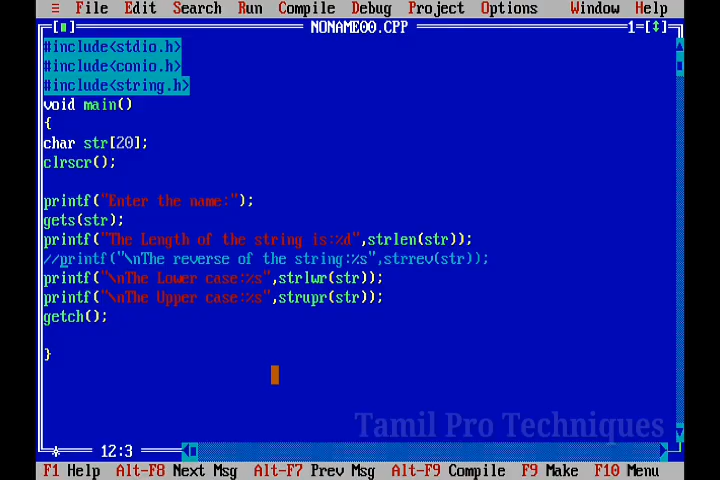 ≡ File Edit Search Run Compile Debug Project Options Window Help
[■] NONAME00.CPP 1=[↕]
#include<stdio.h>
#include<conio.h>
#include<string.h>
void main()
{
char str[20];
clrscr();
printf("Enter the name:");
gets(str);
printf("The Length of the string is:%d",strlen(str));
//printf("\nThe reverse of the string:%s",strrev(str));
printf("\nThe Lower case:%s",strlwr(str));
printf("\nThe Upper case:%s",strupr(str));
getch();
}
Tamil Pro Techniques
12:3
F1 Help Alt-F8 Next Msg Alt-F7 Prev Msg Alt-F9 Compile F9 Make F10 Menu